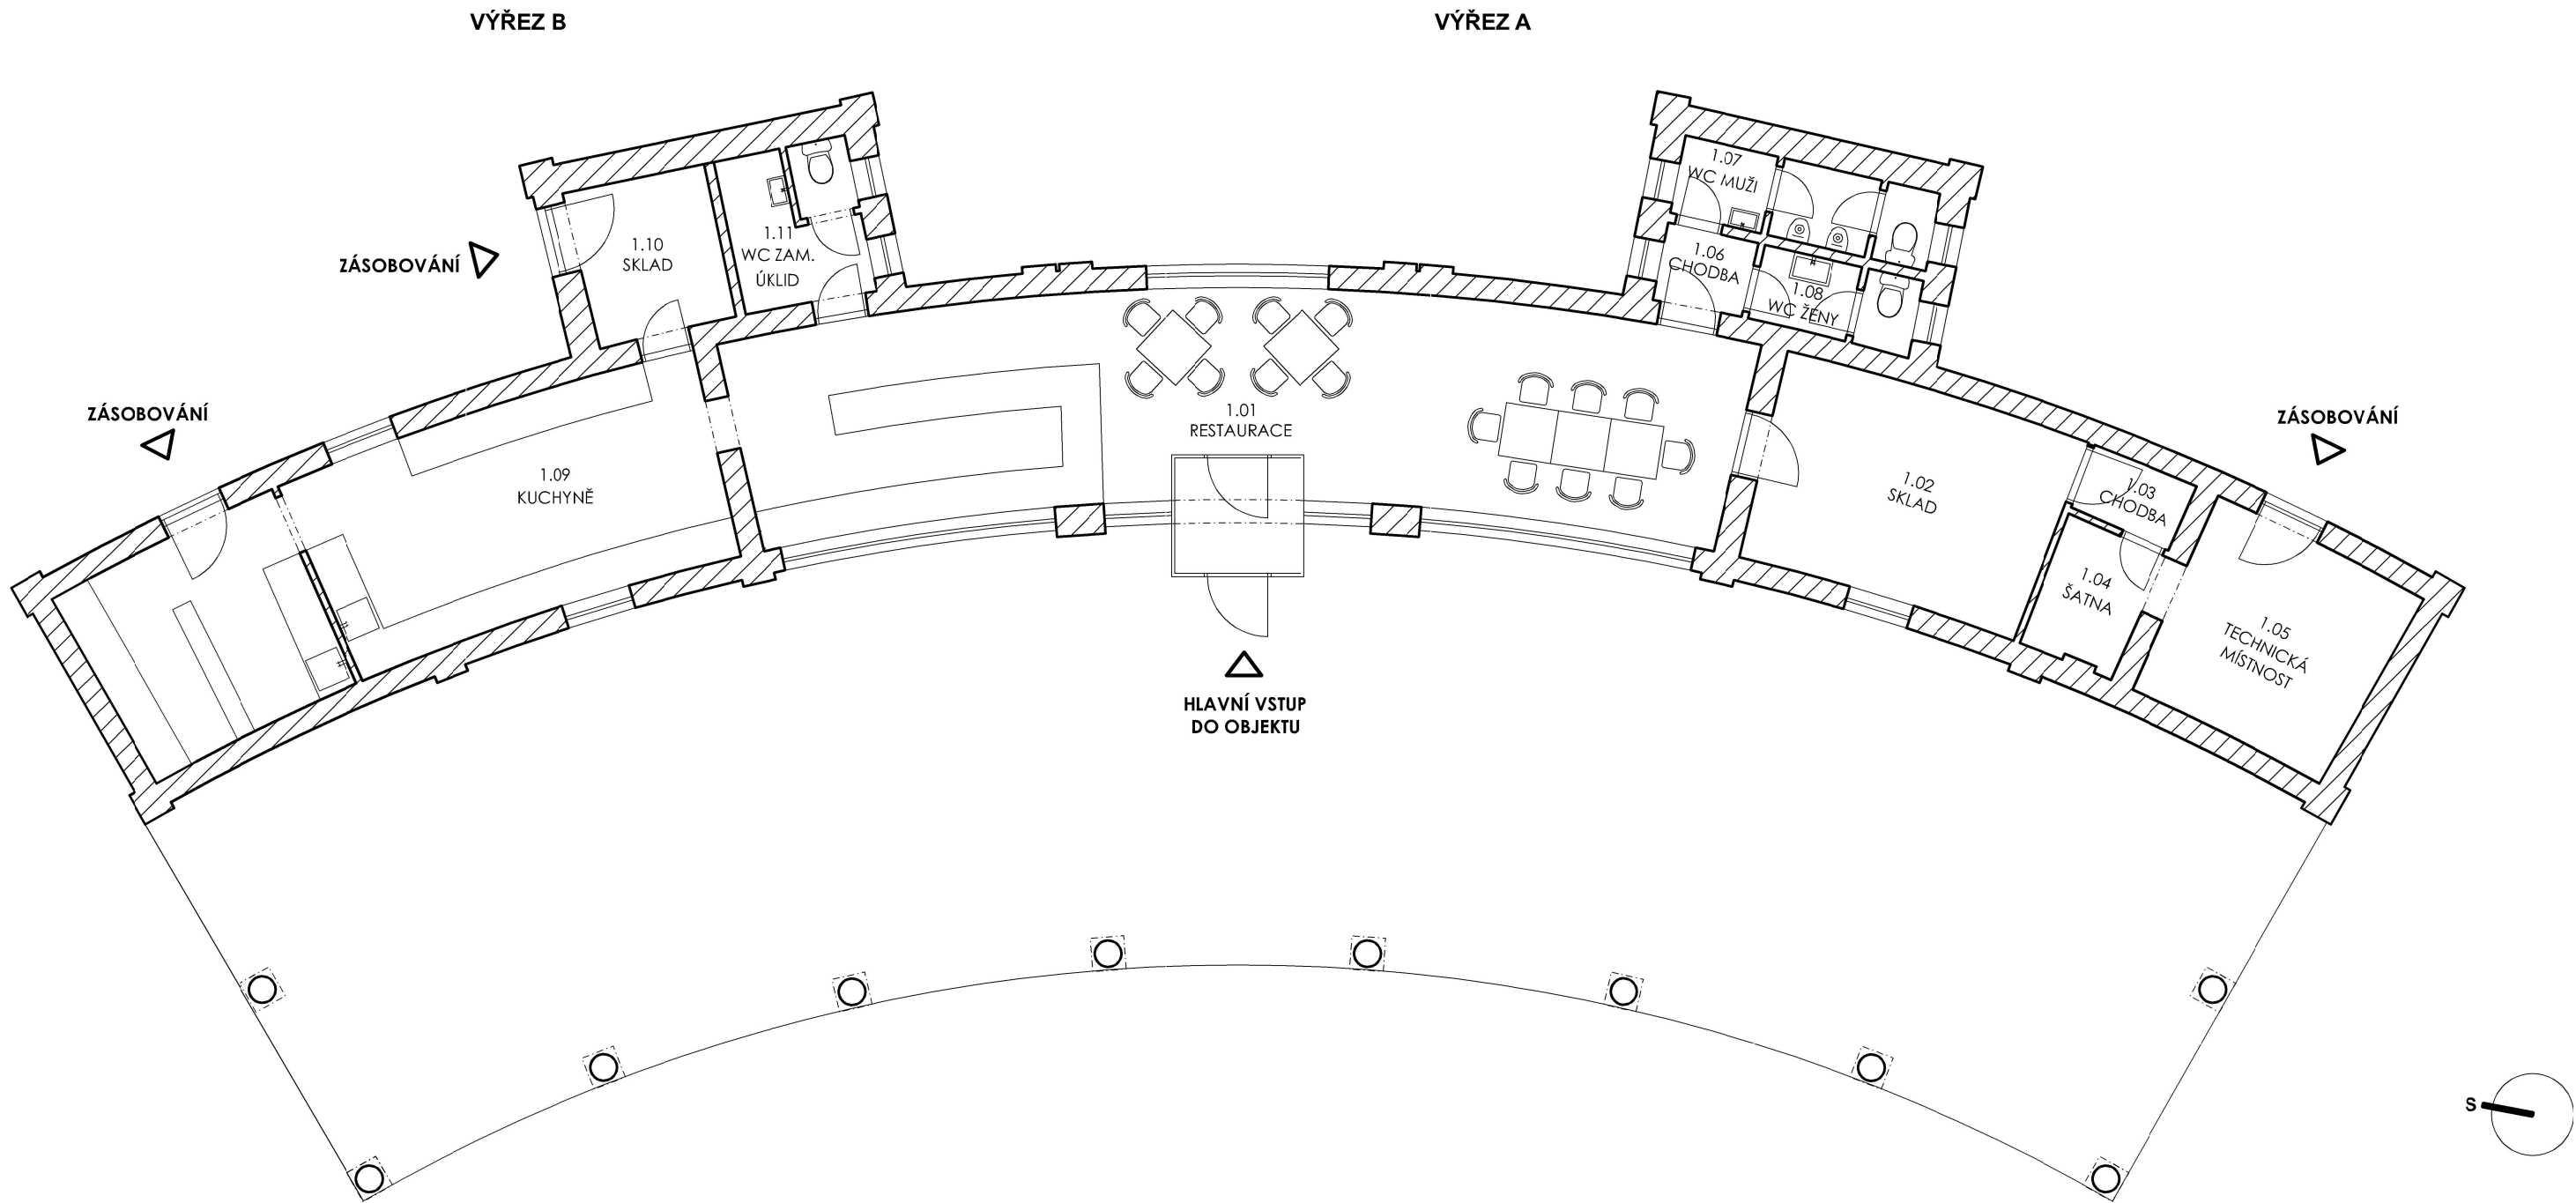 VÝŘEZ B
VÝŘEZ A
1.07
WC MUŽI
1.11
WC ZAM.
ÚKLID
1.10
SKLAD
ZÁSOBOVÁNÍ
1.06
CHODBA
1.08
WC ŽENY
ZÁSOBOVÁNÍ
1.01
RESTAURACE
ZÁSOBOVÁNÍ
1.09
KUCHYNĚ
1.02
SKLAD
1.03
CHODBA
1.04
ŠATNA
1.05
TECHNICKÁ
MÍSTNOST
HLAVNÍ VSTUP
DO OBJEKTU
S